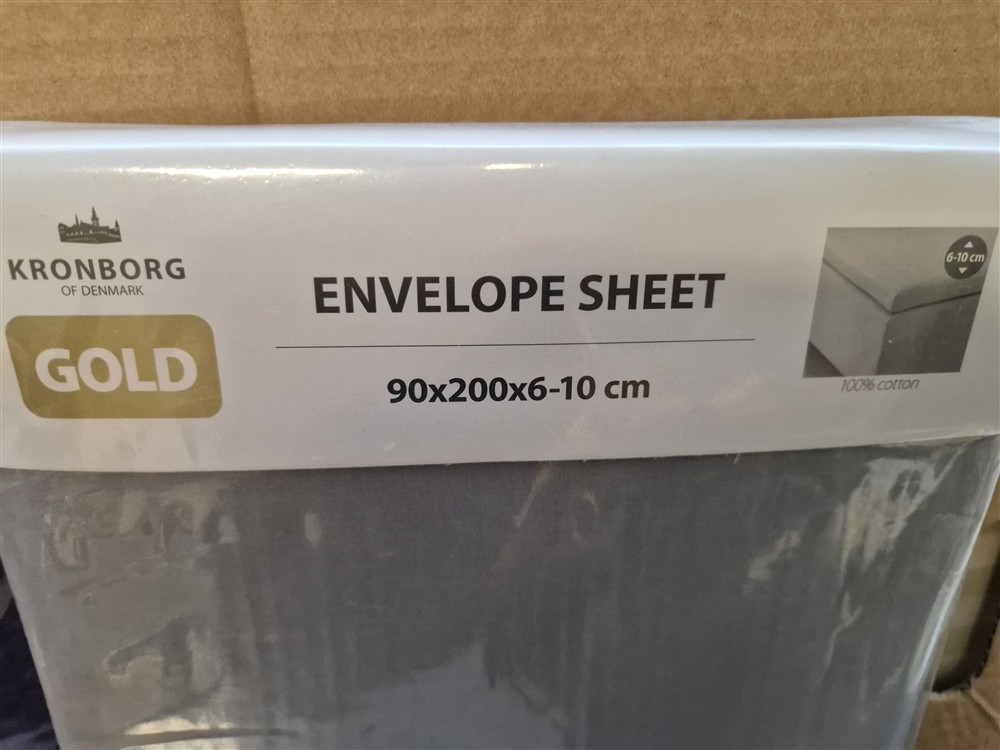 KRONBORG
OF DENMARK
GOLD
ENVELOPE SHEET
90x200x6-10 cm
6-10 cm
100% cotton